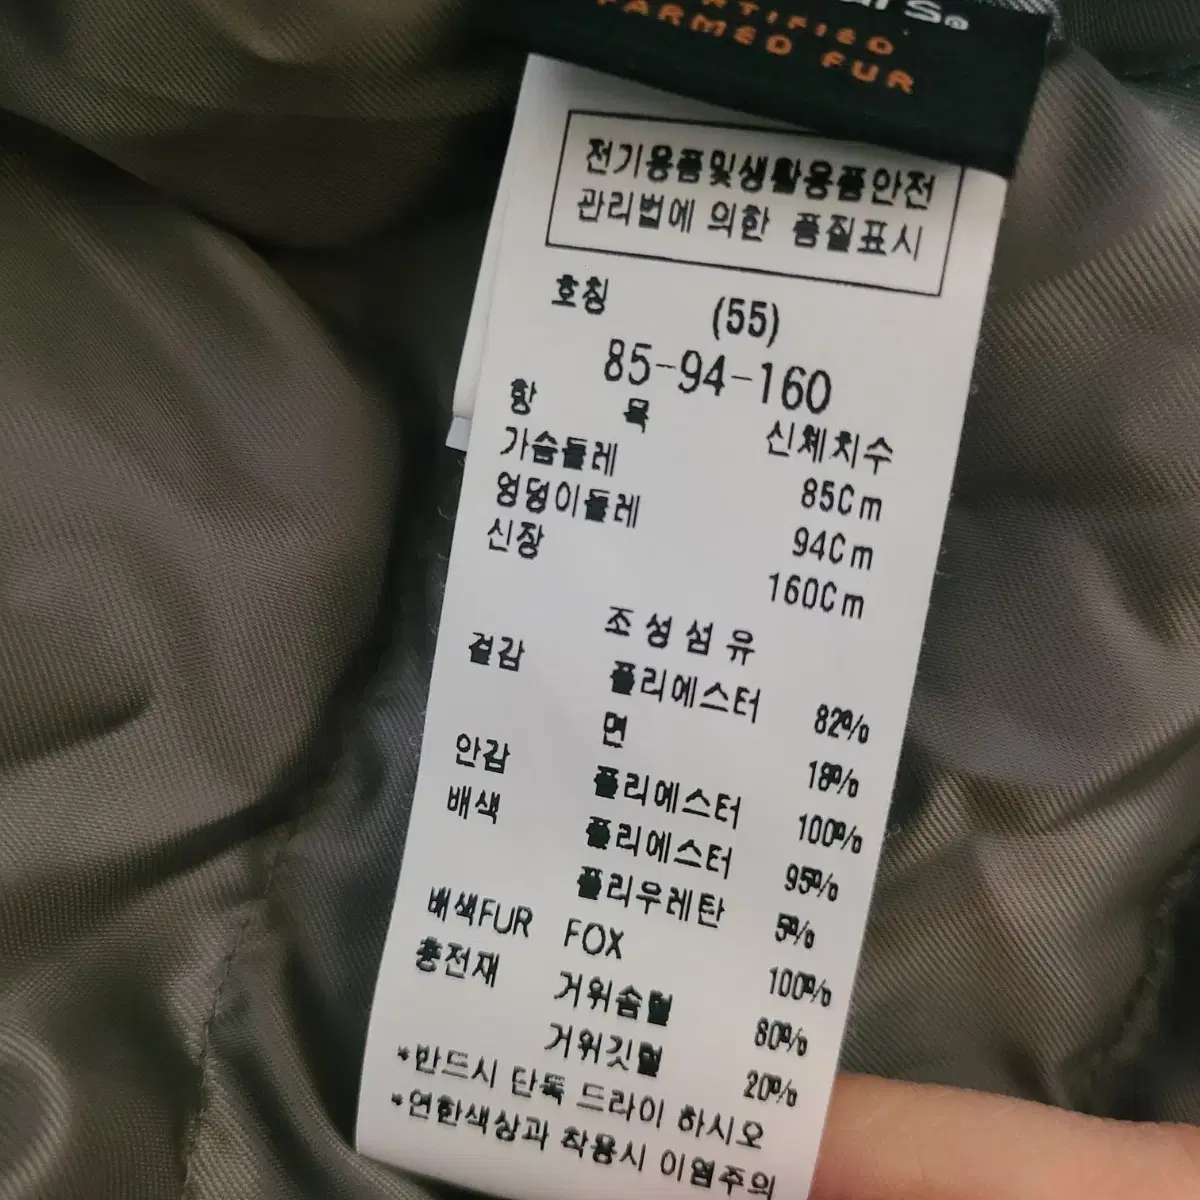 FARMED FUR
전기용품및생활용품안전
관리법에 의한 품질표시
호칭 (55)
85-94-160
항 목 신체치수
가슴둘레 85Cm
엉덩이둘레 94Cm
신장 160Cm
조성섬유
겉감 폴리에스터 82%
면 18%
안감 폴리에스터 100%
배색 폴리에스터 95%
폴리우레탄 5%
배색FUR FOX 100%
충전재 거위솜털 80%
거위깃털 20%
*반드시 단독 드라이 하시오
*연한색상과 착용시 이염주의